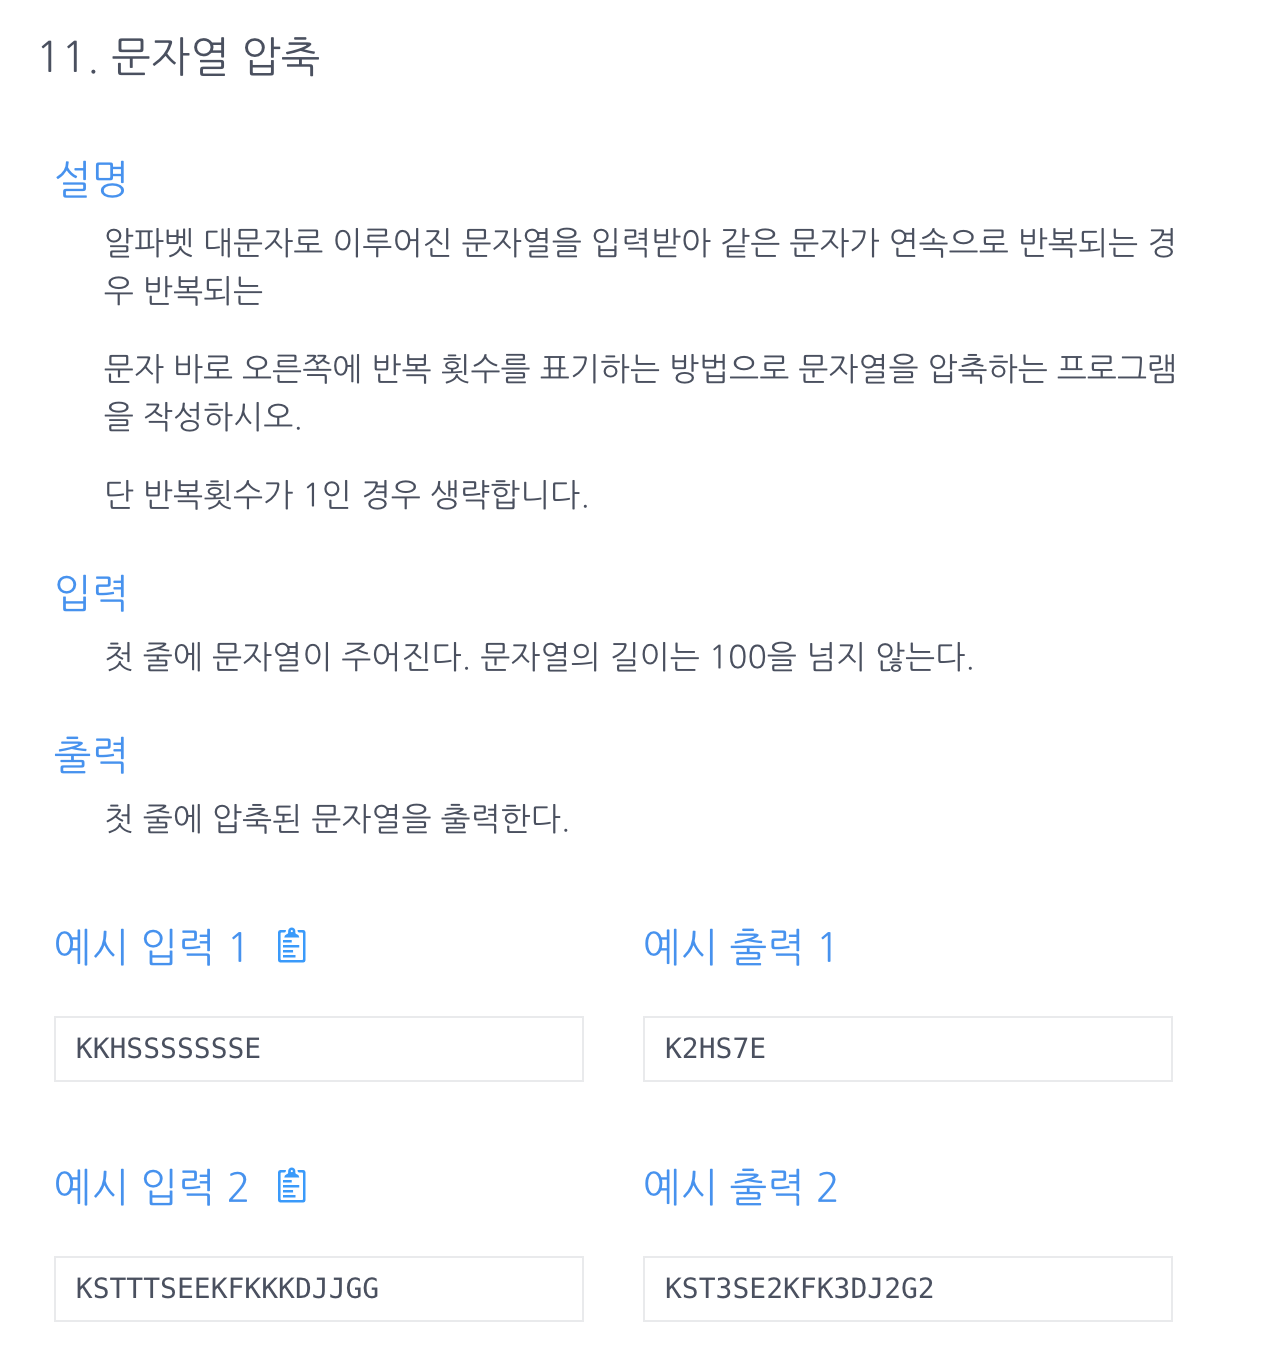 11. 문자열 압축
설명
알파벳 대문자로 이루어진 문자열을 입력받아 같은 문자가 연속으로 반복되는 경
우 반복되는
문자 바로 오른쪽에 반복 횟수를 표기하는 방법으로 문자열을 압축하는 프로그램
을 작성하시오.
단 반복횟수가 1인 경우 생략합니다.
입력
첫 줄에 문자열이 주어진다. 문자열의 길이는 100을 넘지 않는다.
출력
첫 줄에 압축된 문자열을 출력한다.
예시 입력 1
예시 출력 1
KKHSSSSSSSE
K2HS7E
예시 입력 2
예시 출력 2
KSTTTSEEKFKKKDJJGG
KST3SE2KFK3DJ2G2